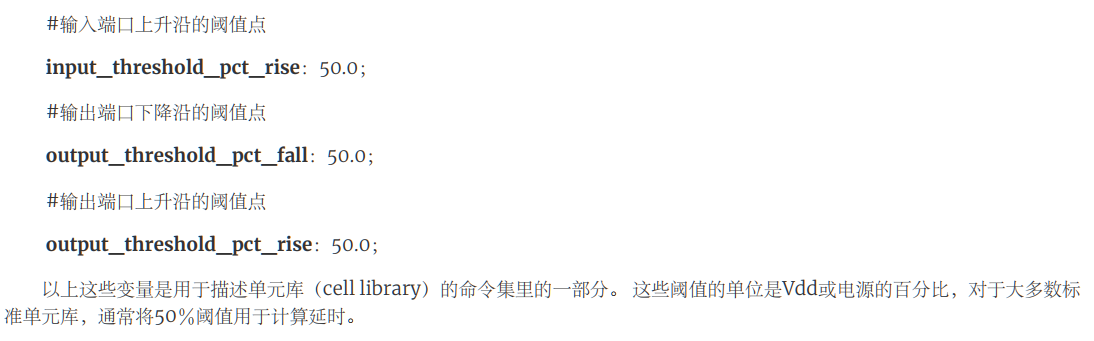 #输入端口上升沿的阈值点
input_threshold_pct_rise: 50.0;
#输出端口下降沿的阈值点
output_threshold_pct_fall: 50.0;
#输出端口上升沿的阈值点
output_threshold_pct_rise: 50.0;
以上这些变量是用于描述单元库（cell library）的命令集里的一部分。 这些阈值的单位是Vdd或电源的百分比，对于大多数标
准单元库，通常将50％阈值用于计算延时。